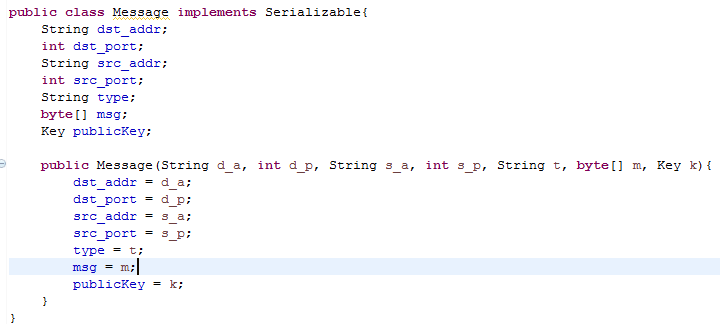 public class Message implements Serializable{
    String dst_addr;
    int dst_port;
    String src_addr;
    int src_port;
    String type;
    byte[] msg;
    Key publicKey;

    public Message(String d_a, int d_p, String s_a, int s_p, String t, byte[] m, Key k){
        dst_addr = d_a;
        dst_port = d_p;
        src_addr = s_a;
        src_port = s_p;
        type = t;
        msg = m;
        publicKey = k;
    }
}